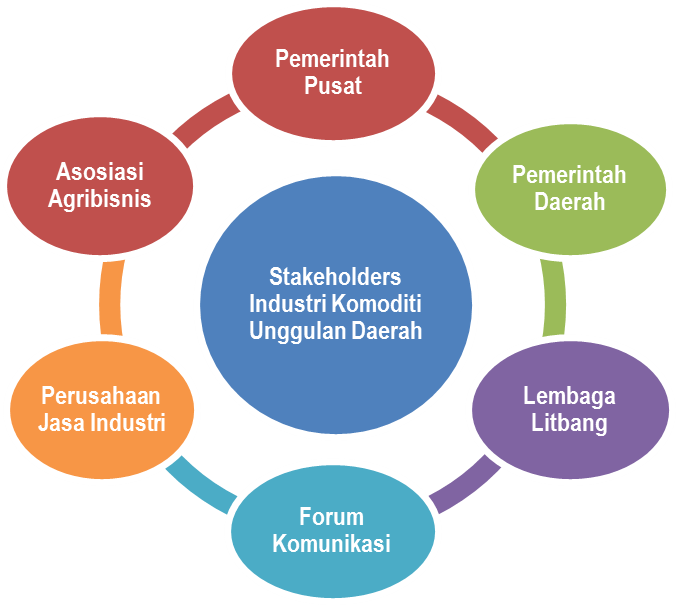 Pemerintah
Pusat
Asosiasi
Agribisnis
Pemerintah
Daerah
Stakeholders
Industri Komoditi
Unggulan Daerah
Perusahaan
Jasa Industri
Lembaga
Litbang
Forum
Komunikasi